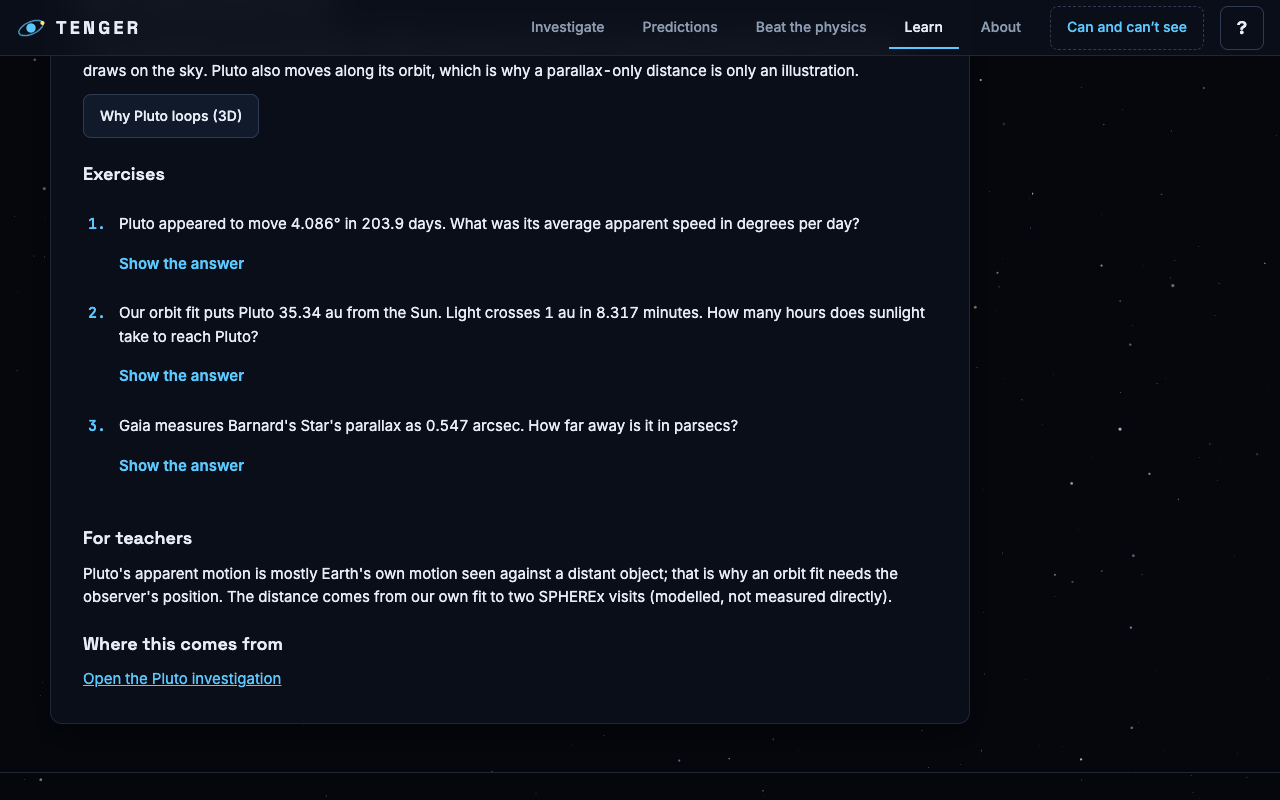 TENGER
Investigate
Predictions
Beat the physics
Learn
About
Can and can't see
?
draws on the sky. Pluto also moves along its orbit, which is why a parallax-only distance is only an illustration.
Why Pluto loops (3D)
Exercises
1. Pluto appeared to move 4.086° in 203.9 days. What was its average apparent speed in degrees per day?
Show the answer
2. Our orbit fit puts Pluto 35.34 au from the Sun. Light crosses 1 au in 8.317 minutes. How many hours does sunlight
take to reach Pluto?
Show the answer
3. Gaia measures Barnard's Star's parallax as 0.547 arcsec. How far away is it in parsecs?
Show the answer
For teachers
Pluto's apparent motion is mostly Earth's own motion seen against a distant object; that is why an orbit fit needs the
observer's position. The distance comes from our own fit to two SPHEREx visits (modelled, not measured directly).
Where this comes from
Open the Pluto investigation